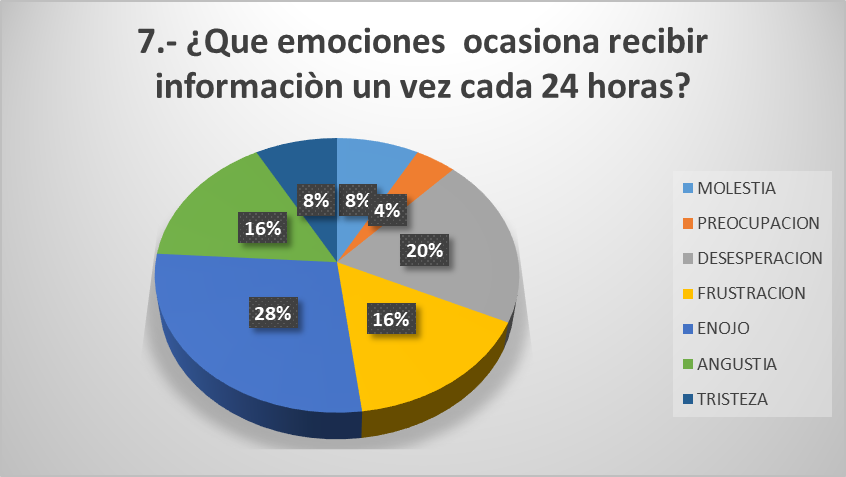 7.- ¿Que emociones ocasiona recibir
informaciòn un vez cada 24 horas?
8%
8%
4%
20%
16%
28%
16%
MOLESTIA
PREOCUPACION
DESESPERACION
FRUSTRACION
ENOJO
ANGUSTIA
TRISTEZA